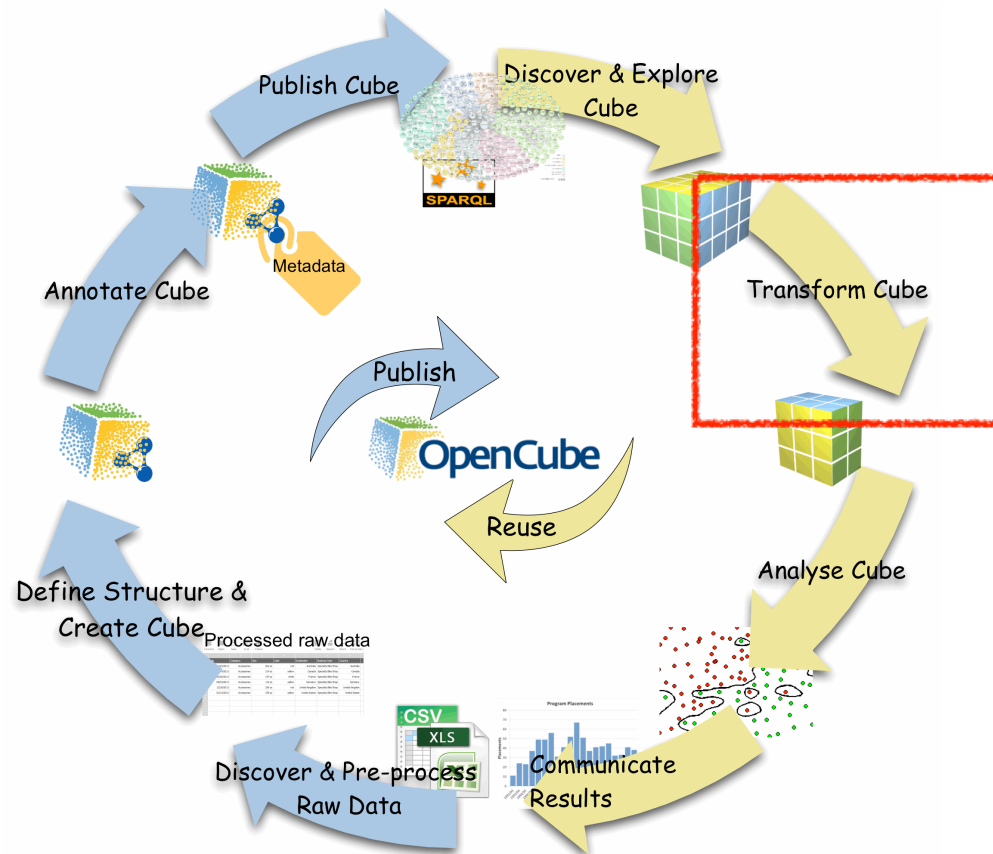 Publish Cube
Discover & Explore
Cube
SPARQL
Metadata
Annotate Cube
Transform Cube
Publish
OpenCube
Reuse
Analyse Cube
Define Structure &
Create Cube
Processed raw data
Program Placements
Placements
CSV
XLS
Communicate
Results
Discover & Pre-process
Raw Data